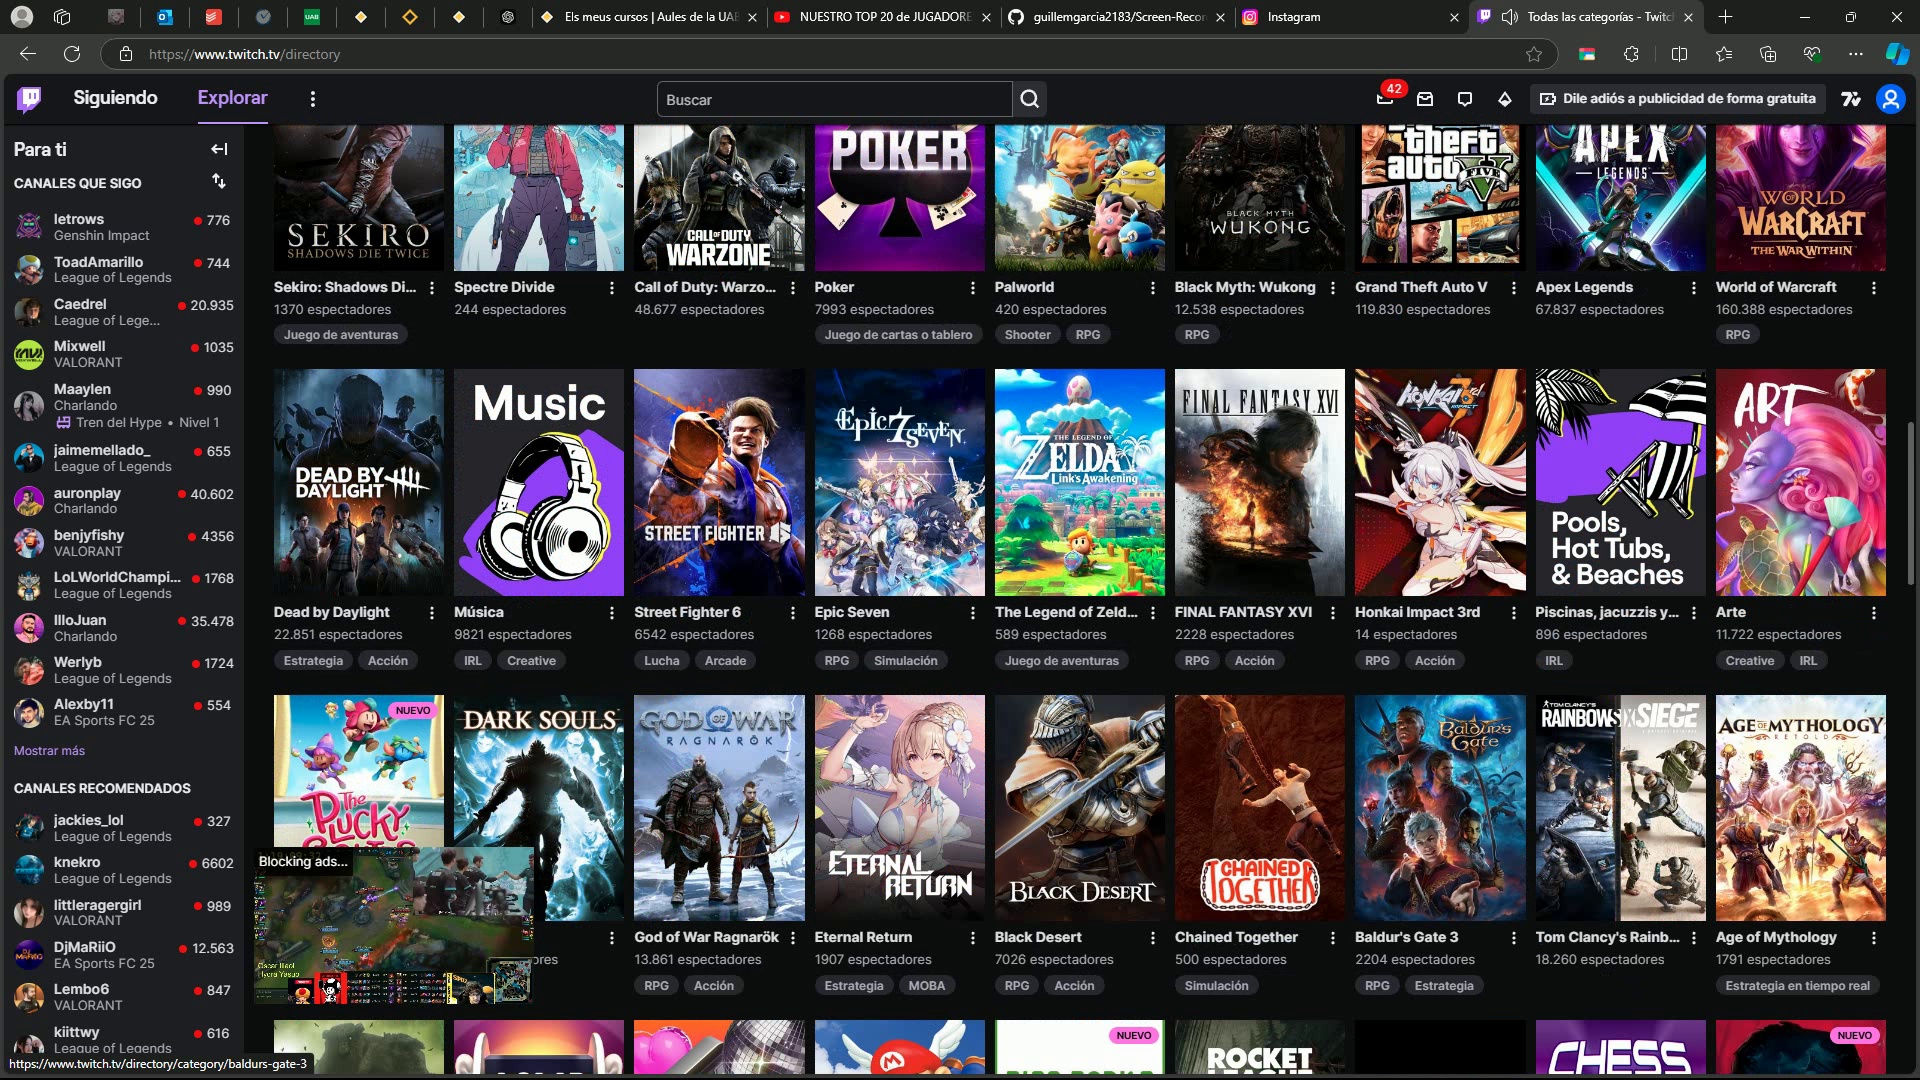 Els meus cursos | Aules de la UAB
NUESTRO TOP 20 de JUGADORE
guillemgarcia2183/Screen-Recor
Instagram
Todas las categorías - Twitch
https://www.twitch.tv/directory
Siguiendo
Explorar
Buscar
42
Dile adiós a publicidad de forma gratuita
Para ti
CANALES QUE SIGO
letrows 776
Genshin Impact
ToadAmarillo 744
League of Legends
Caedrel 20.935
League of Lege...
Mixwell 1035
VALORANT
Maaylen 990
Charlando
Tren del Hype • Nivel 1
jaimemellado_ 655
League of Legends
auronplay 40.602
Charlando
benjyfishy 4356
VALORANT
LoLWorldChampi... 1768
League of Legends
IlloJuan 35.478
Charlando
Werlyb 1724
League of Legends
Alexby11 554
EA Sports FC 25
Mostrar más
CANALES RECOMENDADOS
jackies_lol 327
League of Legends
knekro 6602
League of Legends
littleragergirl 989
VALORANT
DjMaRiiO 12.563
EA Sports FC 25
Lembo6 847
VALORANT
kiittwy 616
League of Legends
https://www.twitch.tv/directory/category/baldurs-gate-3
SEKIRO
SHADOWS DIE TWICE
CALL OF DUTY
WARZONE
POKER
BLACK MYTH
WUKONG
theft
auto V
FIVE
APEX
LEGENDS
WORLD
OF
WARCRAFT
THE WAR WITHIN
Sekiro: Shadows Di...
1370 espectadores
Juego de aventuras
Spectre Divide
244 espectadores
Call of Duty: Warzo...
48.677 espectadores
Poker
7993 espectadores
Juego de cartas o tablero
Palworld
420 espectadores
Shooter RPG
Black Myth: Wukong
12.538 espectadores
RPG
Grand Theft Auto V
119.830 espectadores
Apex Legends
67.837 espectadores
World of Warcraft
160.388 espectadores
RPG
DEAD BY
DAYLIGHT
Music
STREET FIGHTER 6
Epic Seven
THE LEGEND OF
ZELDA
Link's Awakening
FINAL FANTASY XVI
Honkai 3rd
IMPACT
Pools,
Hot Tubs,
& Beaches
ART
Dead by Daylight
22.851 espectadores
Estrategia Acción
Música
9821 espectadores
IRL Creative
Street Fighter 6
6542 espectadores
Lucha Arcade
Epic Seven
1268 espectadores
RPG Simulación
The Legend of Zeld...
589 espectadores
Juego de aventuras
FINAL FANTASY XVI
2228 espectadores
RPG Acción
Honkai Impact 3rd
14 espectadores
RPG Acción
Piscinas, jacuzzis y...
896 espectadores
IRL
Arte
11.722 espectadores
Creative IRL
NUEVO
The
PLUCKY
Blocking ads...
DARK SOULS
GOD OF WAR
RAGNARÖK
ETERNAL
RETURN
BLACK DESERT
CHAINED
TOGETHER
Baldur's
Gate
TOM CLANCY'S
RAINBOW SIX SIEGE
AGE OF MYTHOLOGY
RETOLD
ores
God of War Ragnarök
13.861 espectadores
RPG Acción
Eternal Return
1907 espectadores
Estrategia MOBA
Black Desert
7026 espectadores
RPG Acción
Chained Together
500 espectadores
Simulación
Baldur's Gate 3
2204 espectadores
RPG Estrategia
Tom Clancy's Rainb...
18.260 espectadores
Age of Mythology
1791 espectadores
Estrategia en tiempo real
NUEVO
ROCKET
CHESS
NUEVO